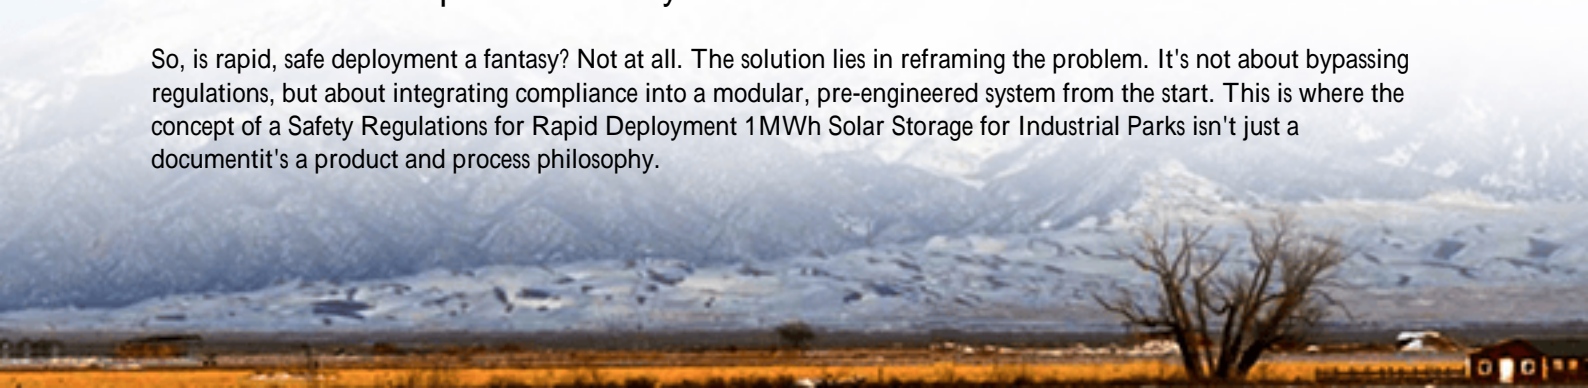 So, is rapid, safe deployment a fantasy? Not at all. The solution lies in reframing the problem. It's not about bypassing
regulations, but about integrating compliance into a modular, pre-engineered system from the start. This is where the
concept of a Safety Regulations for Rapid Deployment 1MWh Solar Storage for Industrial Parks isn't just a
documentit's a product and process philosophy.